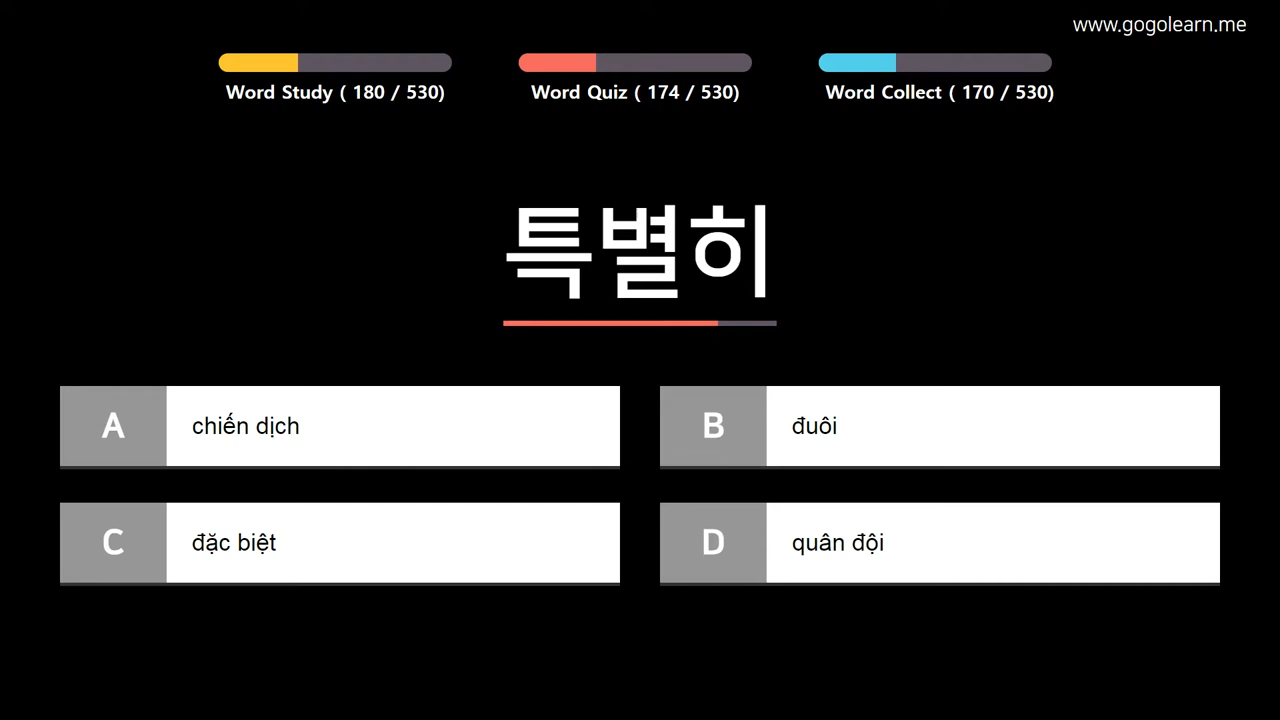 www.gogolearn.me
Word Study ( 180 / 530)
Word Quiz ( 174 / 530)
Word Collect ( 170 / 530)
특별히
A
chiến dịch
B
đuôi
C
đặc biệt
D
quân đội